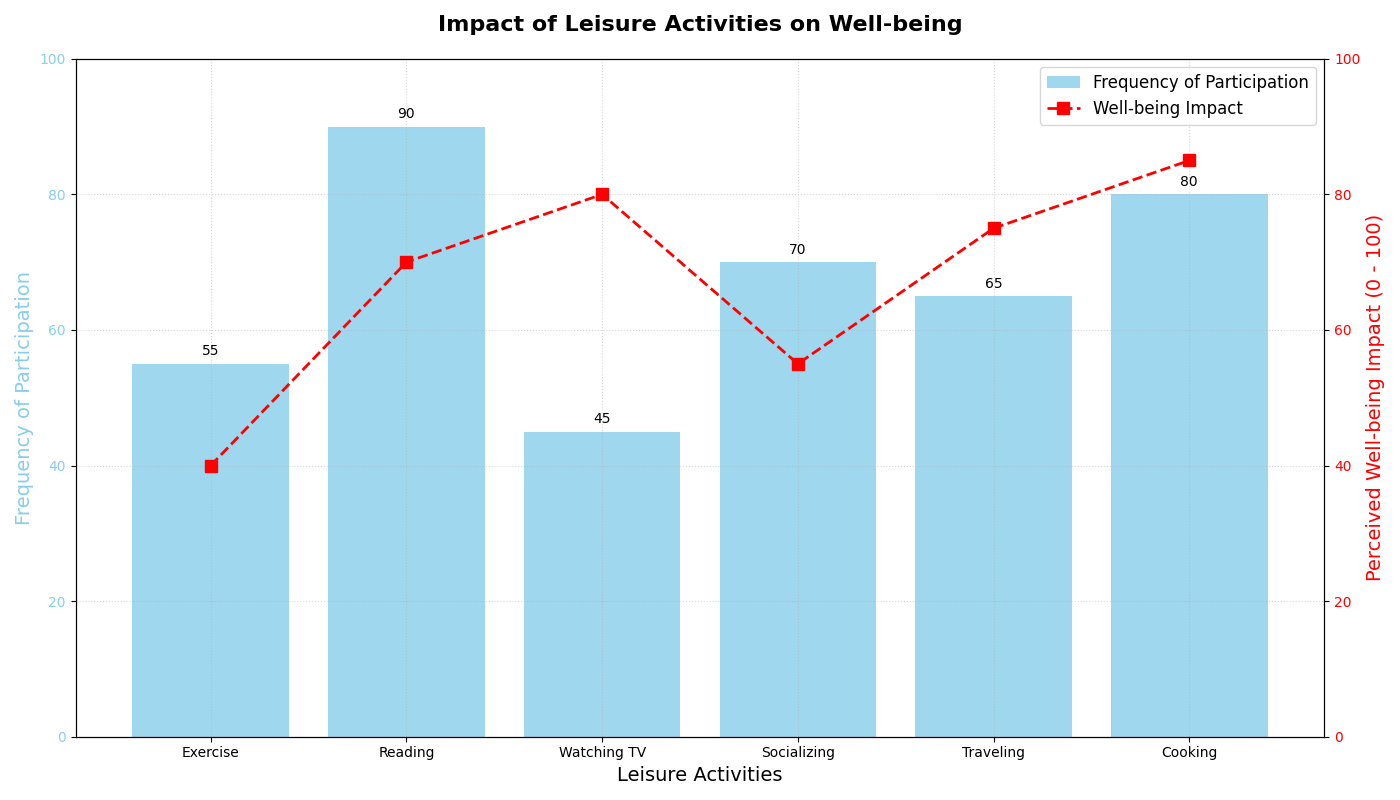 Impact of Leisure Activities on Well-being
Frequency of Participation
Well-being Impact
100
80
60
40
20
0
Frequency of Participation
55
90
45
70
65
80
100
80
60
40
20
0
Perceived Well-being Impact (0 - 100)
Exercise
Reading
Watching TV
Socializing
Traveling
Cooking
Leisure Activities